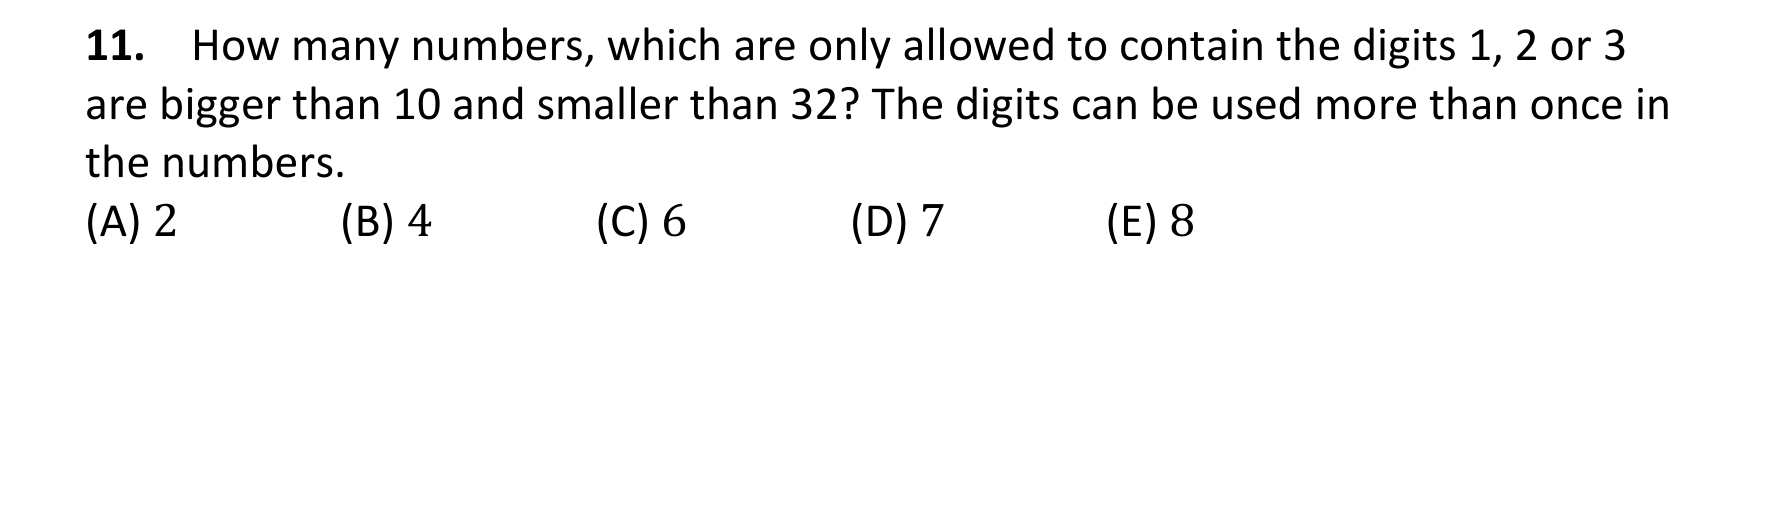 11. How many numbers, which are only allowed to contain the digits 1, 2 or 3
are bigger than 10 and smaller than 32? The digits can be used more than once in
the numbers.
(A) 2 (B) 4 (C) 6 (D) 7 (E) 8